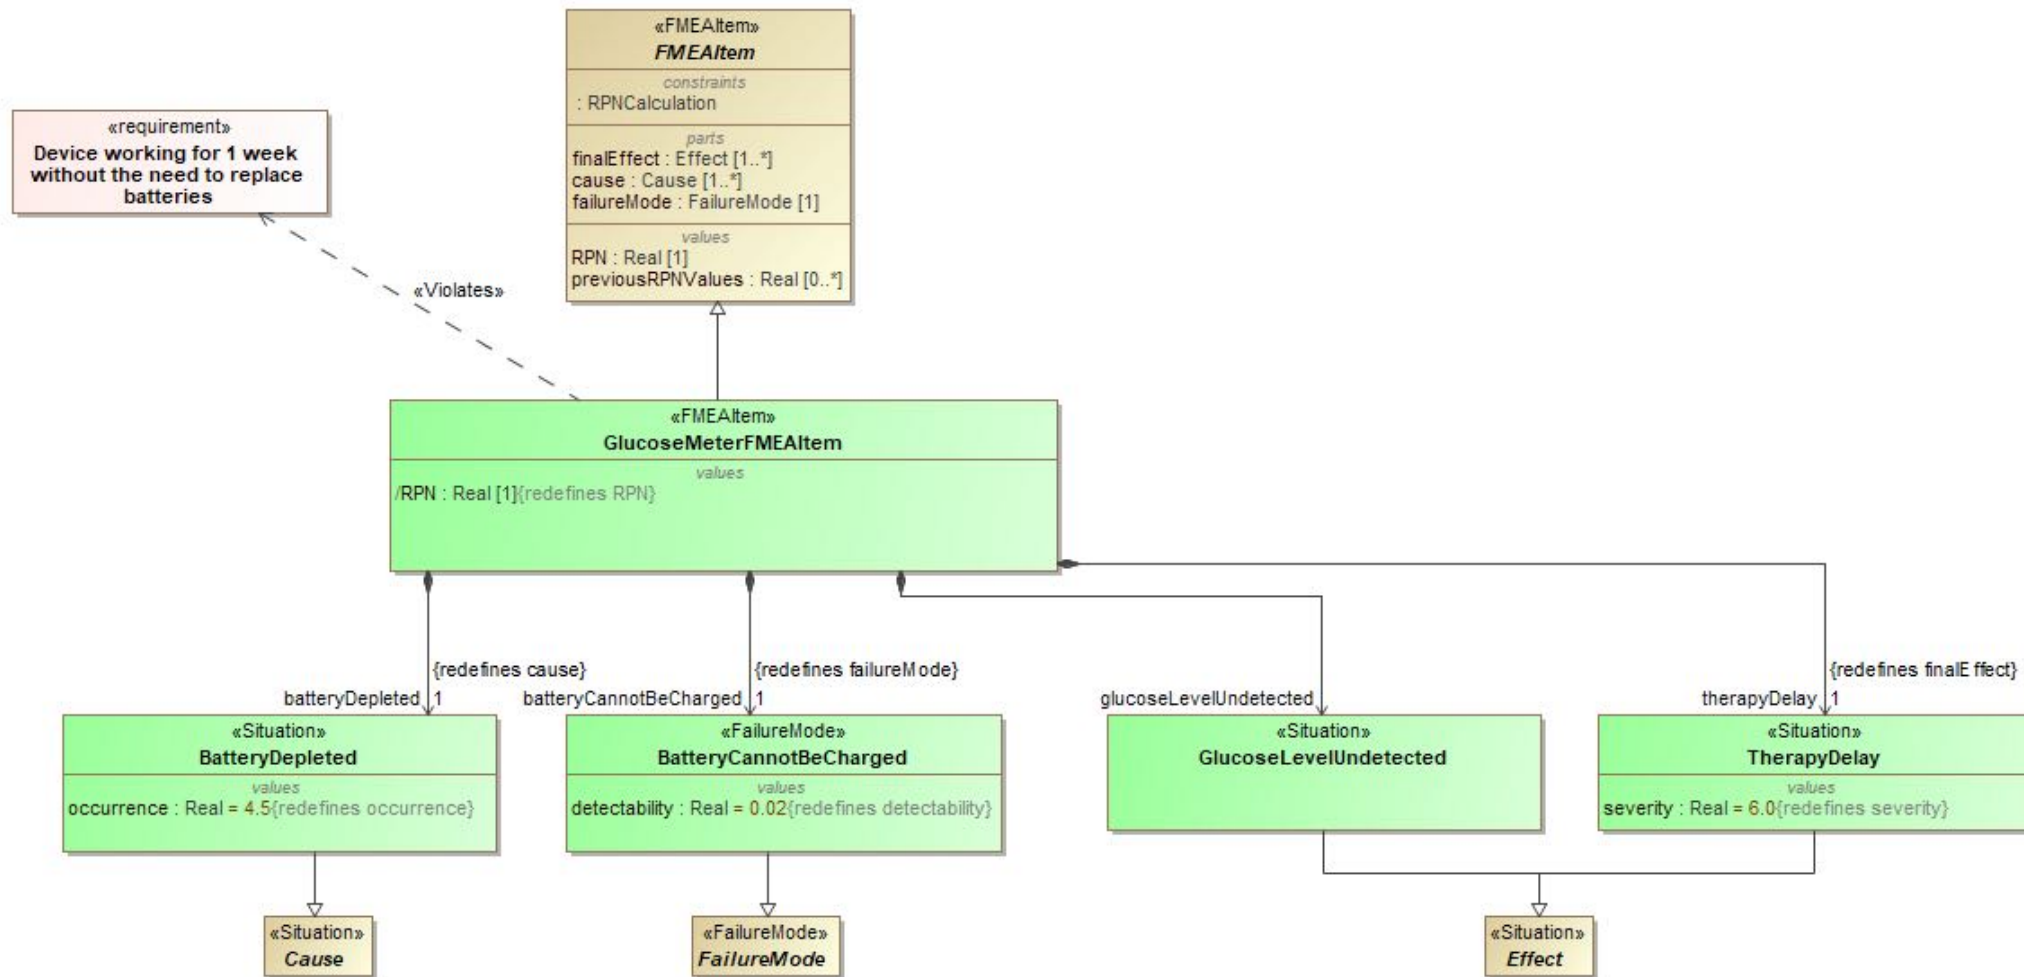 «FMEAItem»
FMEAItem
constraints
: RPNCalculation
parts
finalEffect : Effect [1..*]
cause : Cause [1..*]
failureMode : FailureMode [1]
values
RPN : Real [1]
previousRPNValues : Real [0..*]
«requirement»
Device working for 1 week
without the need to replace
batteries
«Violates»
«FMEAItem»
GlucoseMeterFMEAItem
values
/RPN : Real [1]{redefines RPN}
{redefines cause}
batteryDepleted 1
{redefines failureMode}
batteryCannotBeCharged 1
glucoseLevelUndetected
{redefines finalEffect}
therapyDelay 1
«Situation»
BatteryDepleted
values
occurrence : Real = 4.5{redefines occurrence}
«FailureMode»
BatteryCannotBeCharged
values
detectability : Real = 0.02{redefines detectability}
«Situation»
GlucoseLevelUndetected
«Situation»
TherapyDelay
values
severity : Real = 6.0{redefines severity}
«Situation»
Cause
«FailureMode»
FailureMode
«Situation»
Effect